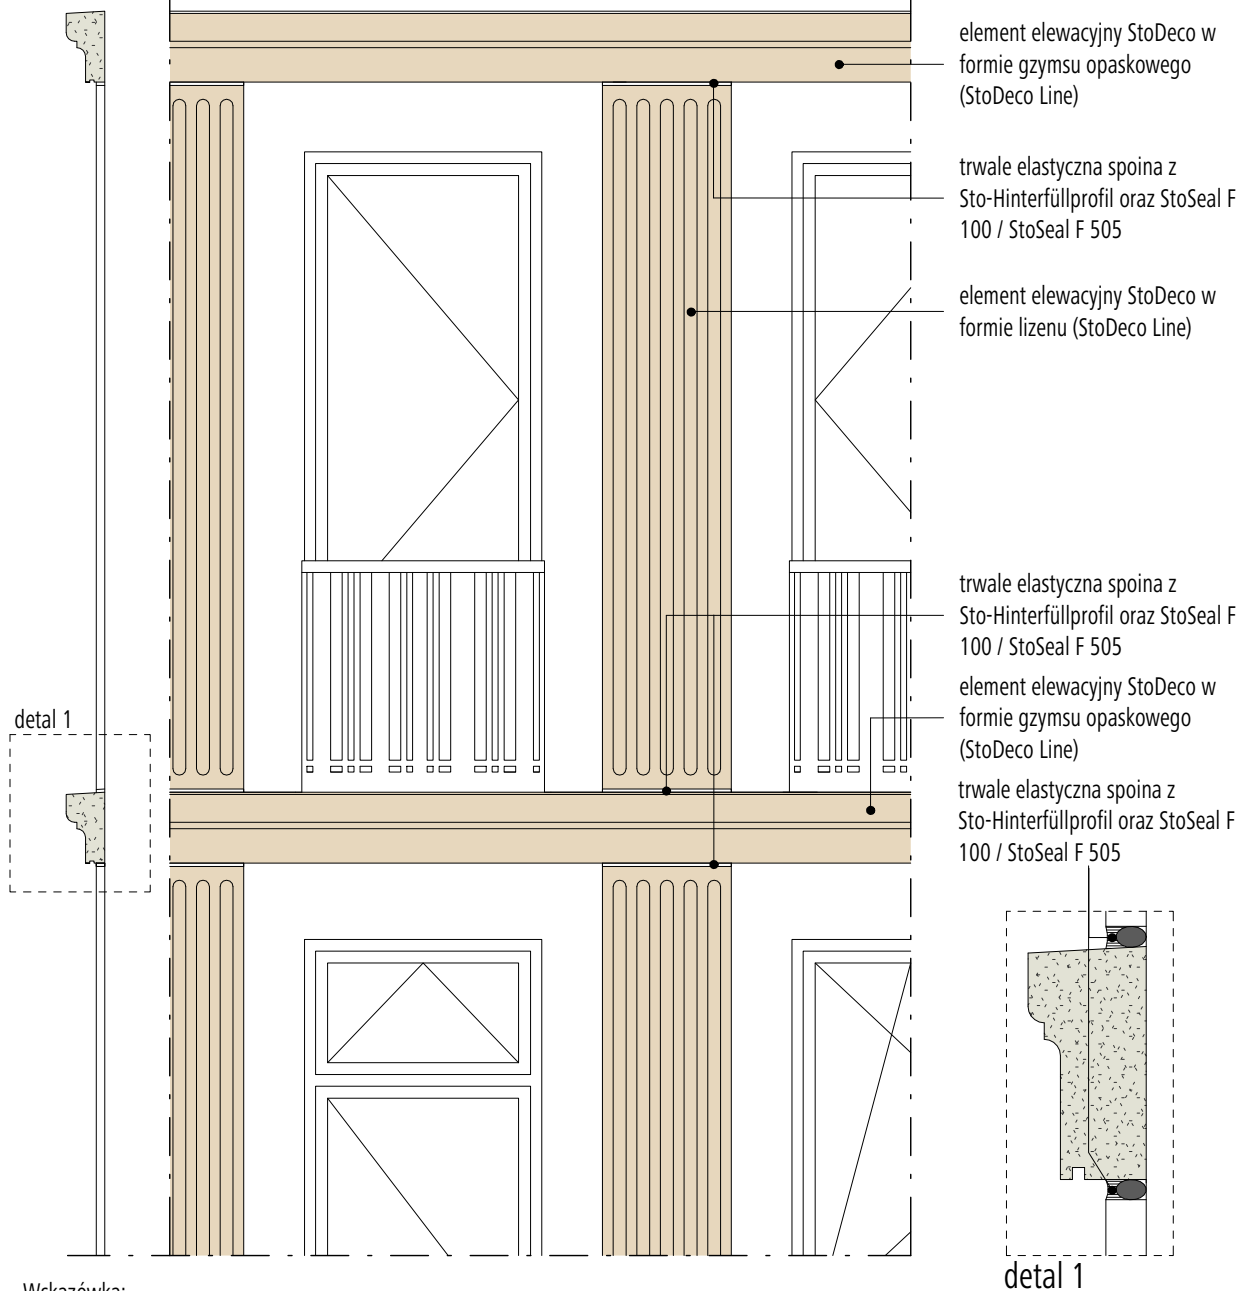 element elewacyjny StoDeco w
formie gzymsu opaskowego
(StoDeco Line)
trwale elastyczna spoina z
Sto-Hinterfüllprofil oraz StoSeal F
100 / StoSeal F 505
element elewacyjny StoDeco w
formie lizenu (StoDeco Line)
trwale elastyczna spoina z
Sto-Hinterfüllprofil oraz StoSeal F
100 / StoSeal F 505
element elewacyjny StoDeco w
formie gzymsu opaskowego
(StoDeco Line)
detal 1
trwale elastyczna spoina z
Sto-Hinterfüllprofil oraz StoSeal F
100 / StoSeal F 505
detal 1
Wskazówka: